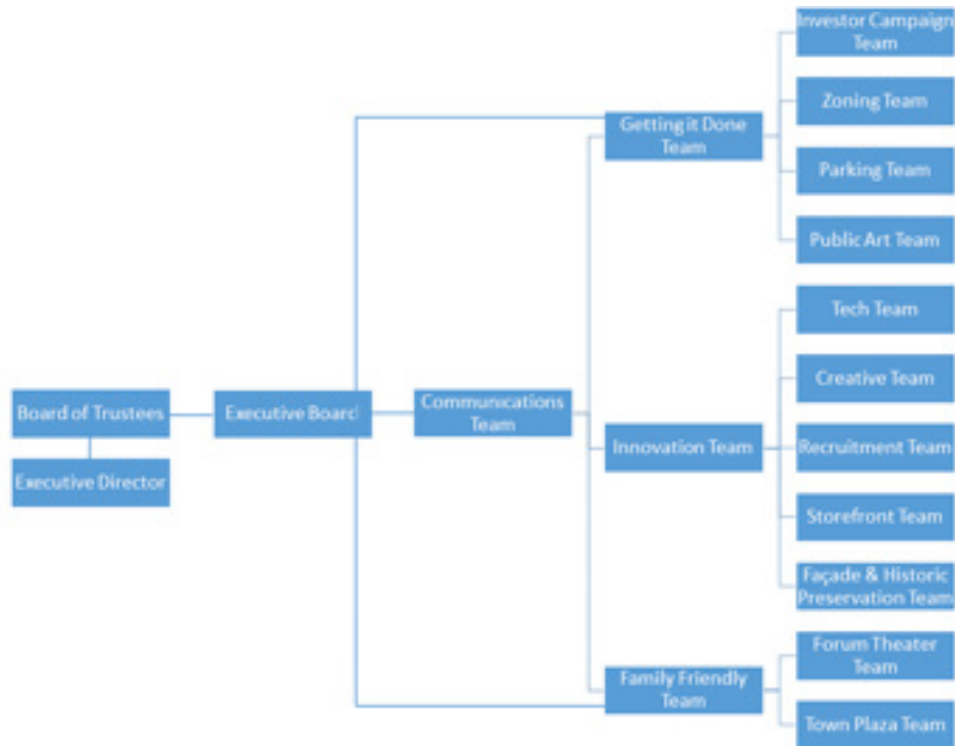 Board of Trustees
Executive Director
Executive Board
Communications
Team
Getting it Done
Team
Innovation Team
Family Friendly
Team
Investor Campaign
Team
Zoning Team
Parking Team
Public Art Team
Tech Team
Creative Team
Recruitment Team
Storefront Team
Façade & Historic
Preservation Team
Forum Theater
Team
Town Plaza Team